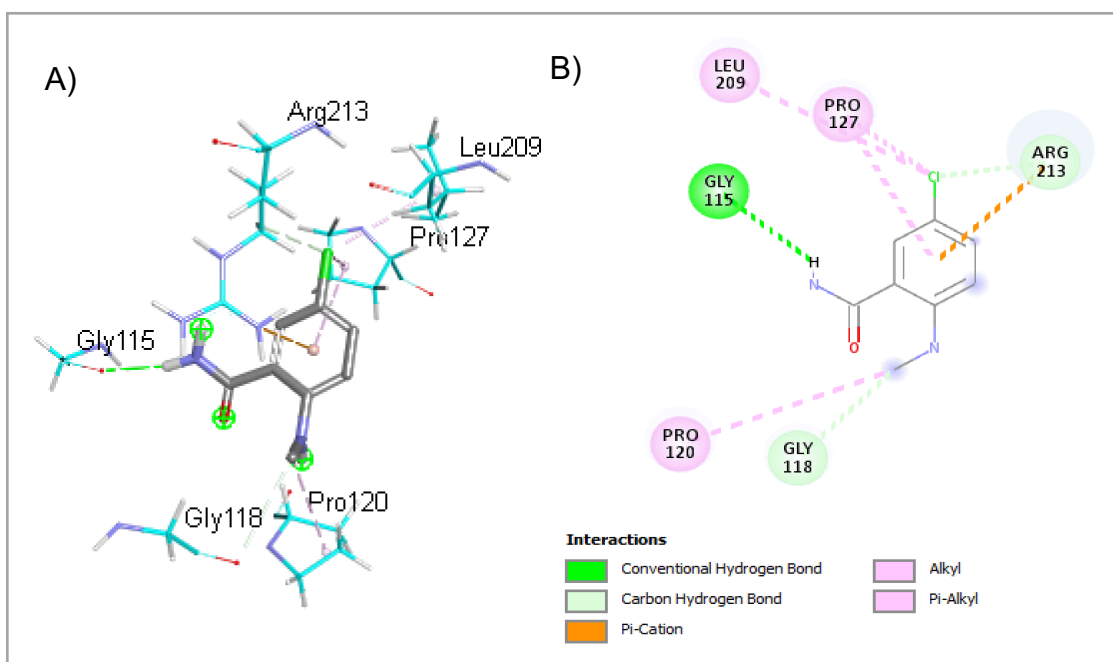 A)
Arg213
Leu209
Pro127
Gly115
Gly118
Pro120
B)
LEU
209
PRO
127
ARG
213
GLY
115
Cl
H
N
O
N
PRO
120
GLY
118
Interactions
Conventional Hydrogen Bond
Carbon Hydrogen Bond
Pi-Cation
Alkyl
Pi-Alkyl